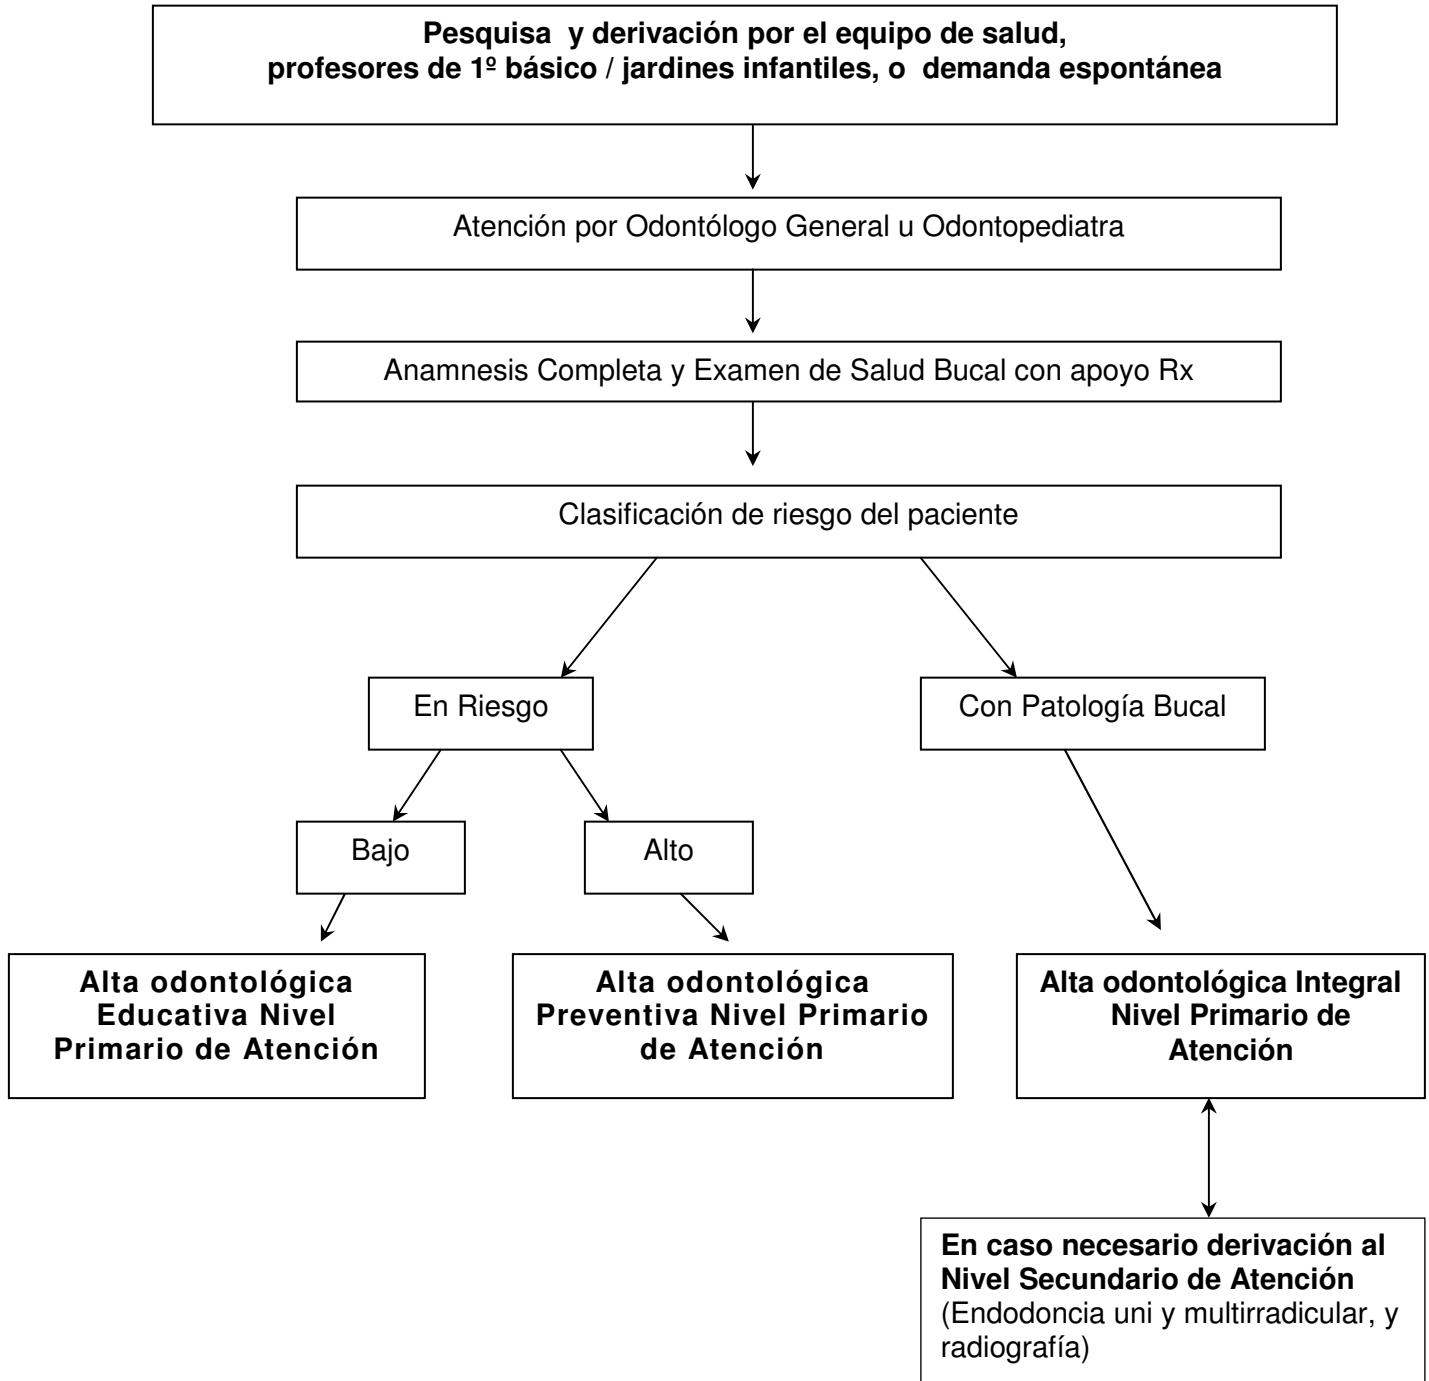 Pesquisa y derivación por el equipo de salud,
profesores de 1º básico / jardines infantiles, o demanda espontánea
Atención por Odontólogo General u Odontopediatra
Anamnesis Completa y Examen de Salud Bucal con apoyo Rx
Clasificación de riesgo del paciente
En Riesgo
Con Patología Bucal
Bajo
Alto
Alta odontológica
Educativa Nivel
Primario de Atención
Alta odontológica
Preventiva Nivel Primario
de Atención
Alta odontológica Integral
Nivel Primario de
Atención
En caso necesario derivación al
Nivel Secundario de Atención
(Endodoncia uni y multirradicular, y
radiografía)